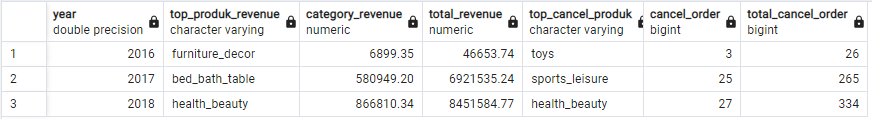 year top_produk_revenue category_revenue total_revenue top_cancel_produk cancel_order total_cancel_order
double precision character varying numeric numeric character varying bigint bigint
1 2016 furniture_decor 6899.35 46653.74 toys 3 26
2 2017 bed_bath_table 580949.20 6921535.24 sports_leisure 25 265
3 2018 health_beauty 866810.34 8451584.77 health_beauty 27 334